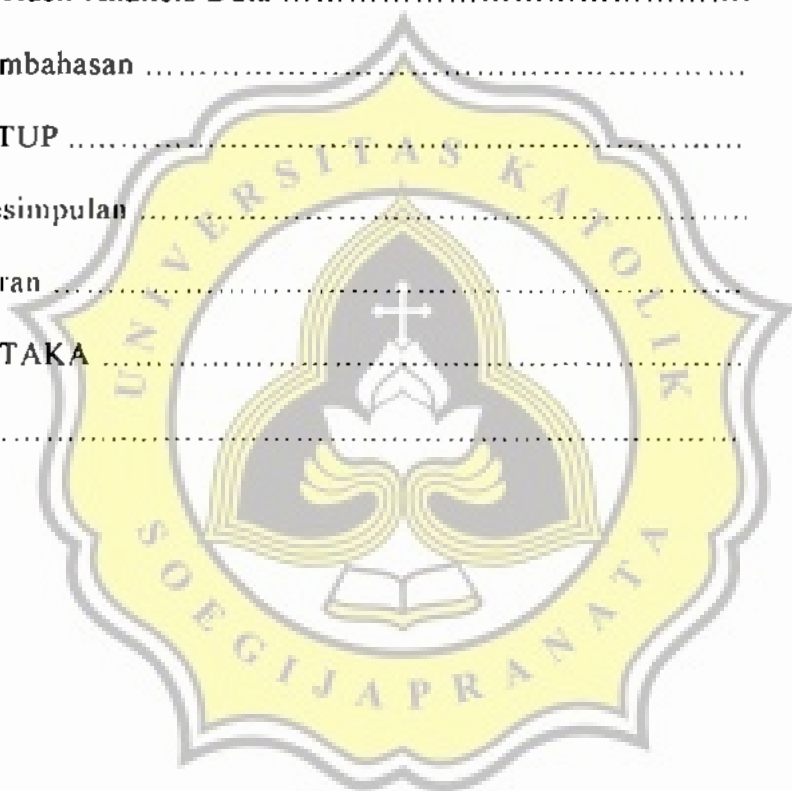 mbahasan ....................................................
TUP ....................................................
esimpulan ....................................................
ran ....................................................
TAKA ....................................................
....................................................
UNIVERSITAS KATOLIK
SOEGIJAPRANATA